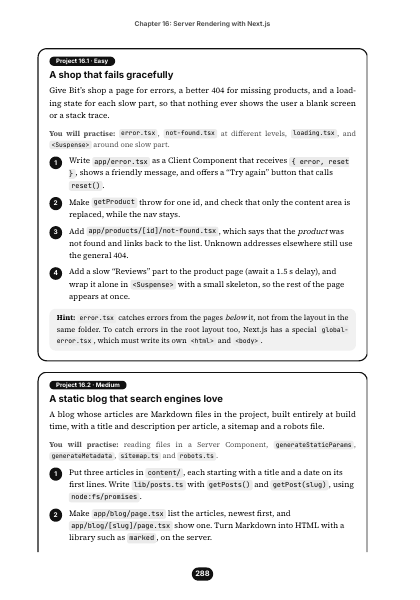 Chapter 16: Server Rendering with Next.js
Project 16.1 · Easy
A shop that fails gracefully
Give Bit's shop a page for errors, a better 404 for missing products, and a load-
ing state for each slow part, so that nothing ever shows the user a blank screen
or a stack trace.
You will practise: error.tsx, not-found.tsx at different levels, loading.tsx, and
<Suspense> around one slow part.
1 Write app/error.tsx as a Client Component that receives { error, reset
}, shows a friendly message, and offers a “Try again” button that calls
reset().
2 Make getProduct throw for one id, and check that only the content area is
replaced, while the nav stays.
3 Add app/products/[id]/not-found.tsx, which says that the product was
not found and links back to the list. Unknown addresses elsewhere still use
the general 404.
4 Add a slow “Reviews” part to the product page (await a 1.5 s delay), and
wrap it alone in <Suspense> with a small skeleton, so the rest of the page
appears at once.
Hint: error.tsx catches errors from the pages below it, not from the layout in the
same folder. To catch errors in the root layout too, Next.js has a special global-
error.tsx, which must write its own <html> and <body>.
Project 16.2 · Medium
A static blog that search engines love
A blog whose articles are Markdown files in the project, built entirely at build
time, with a title and description per article, a sitemap and a robots file.
You will practise: reading files in a Server Component, generateStaticParams,
generateMetadata, sitemap.ts and robots.ts.
1 Put three articles in content/, each starting with a title and a date on its
first lines. Write lib/posts.ts with getPosts() and getPost(slug), using
node:fs/promises.
2 Make app/blog/page.tsx list the articles, newest first, and
app/blog/[slug]/page.tsx show one. Turn Markdown into HTML with a
library such as marked, on the server.
288